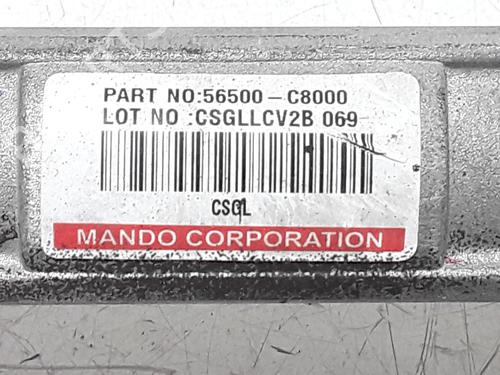 PART NO:56500-C8000
LOT NO :CSGLLCV2B 069
CSGL
MANDO CORPORATION